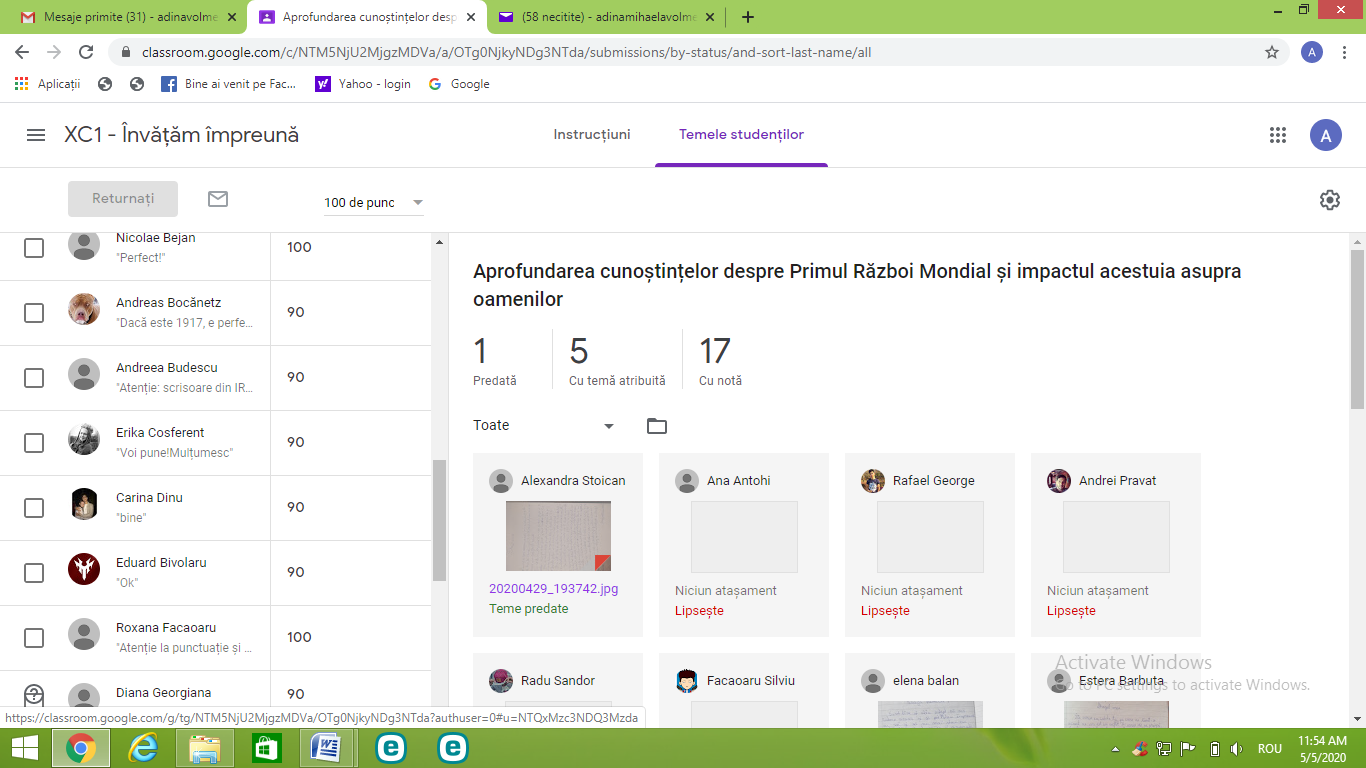 Mesaje primite (31) - adinavolme
Aprofundarea cunoștințelor desp
(58 necitite) - adinamihaelavolme
classroom.google.com/c/NTM5NjU2MjgzMDVa/a/OTg0NjkyNDg3NTda/submissions/by-status/and-sort-last-name/all
A
Aplicații
Bine ai venit pe Fac...
Yahoo - login
Google
XC1 - Învățăm împreună
Instrucțiuni
Temele studenților
A
Returnați
100 de punc
Nicolae Bejan
"Perfect!"
100
Andreas Bocănetz
"Dacă este 1917, e perfe...
90
Andreea Budescu
"Atenție: scrisoare din IR...
90
Erika Cosferent
"Voi pune!Mulțumesc"
90
Carina Dinu
"bine"
90
Eduard Bivolaru
"Ok"
90
Roxana Facaoaru
"Atenție la punctuație și ...
100
Diana Georgiana
90
Aprofundarea cunoștințelor despre Primul Război Mondial și impactul acestuia asupra
oamenilor
1
Predată
5
Cu temă atribuită
17
Cu notă
Toate
Alexandra Stoican
20200429_193742.jpg
Teme predate
Ana Antohi
Niciun atașament
Lipsește
Rafael George
Niciun atașament
Lipsește
Andrei Pravat
Niciun atașament
Lipsește
Radu Sandor
Facaoaru Silviu
elena balan
Estera Barbuta
Activate Windows
Go to PC settings to activate Windows.
https://classroom.google.com/g/tg/NTM5NjU2MjgzMDVa/OTg0NjkyNDg3NTda?authuser=0#u=NTQxMzc3NDQ3Mzda
ROU
11:54 AM
5/5/2020